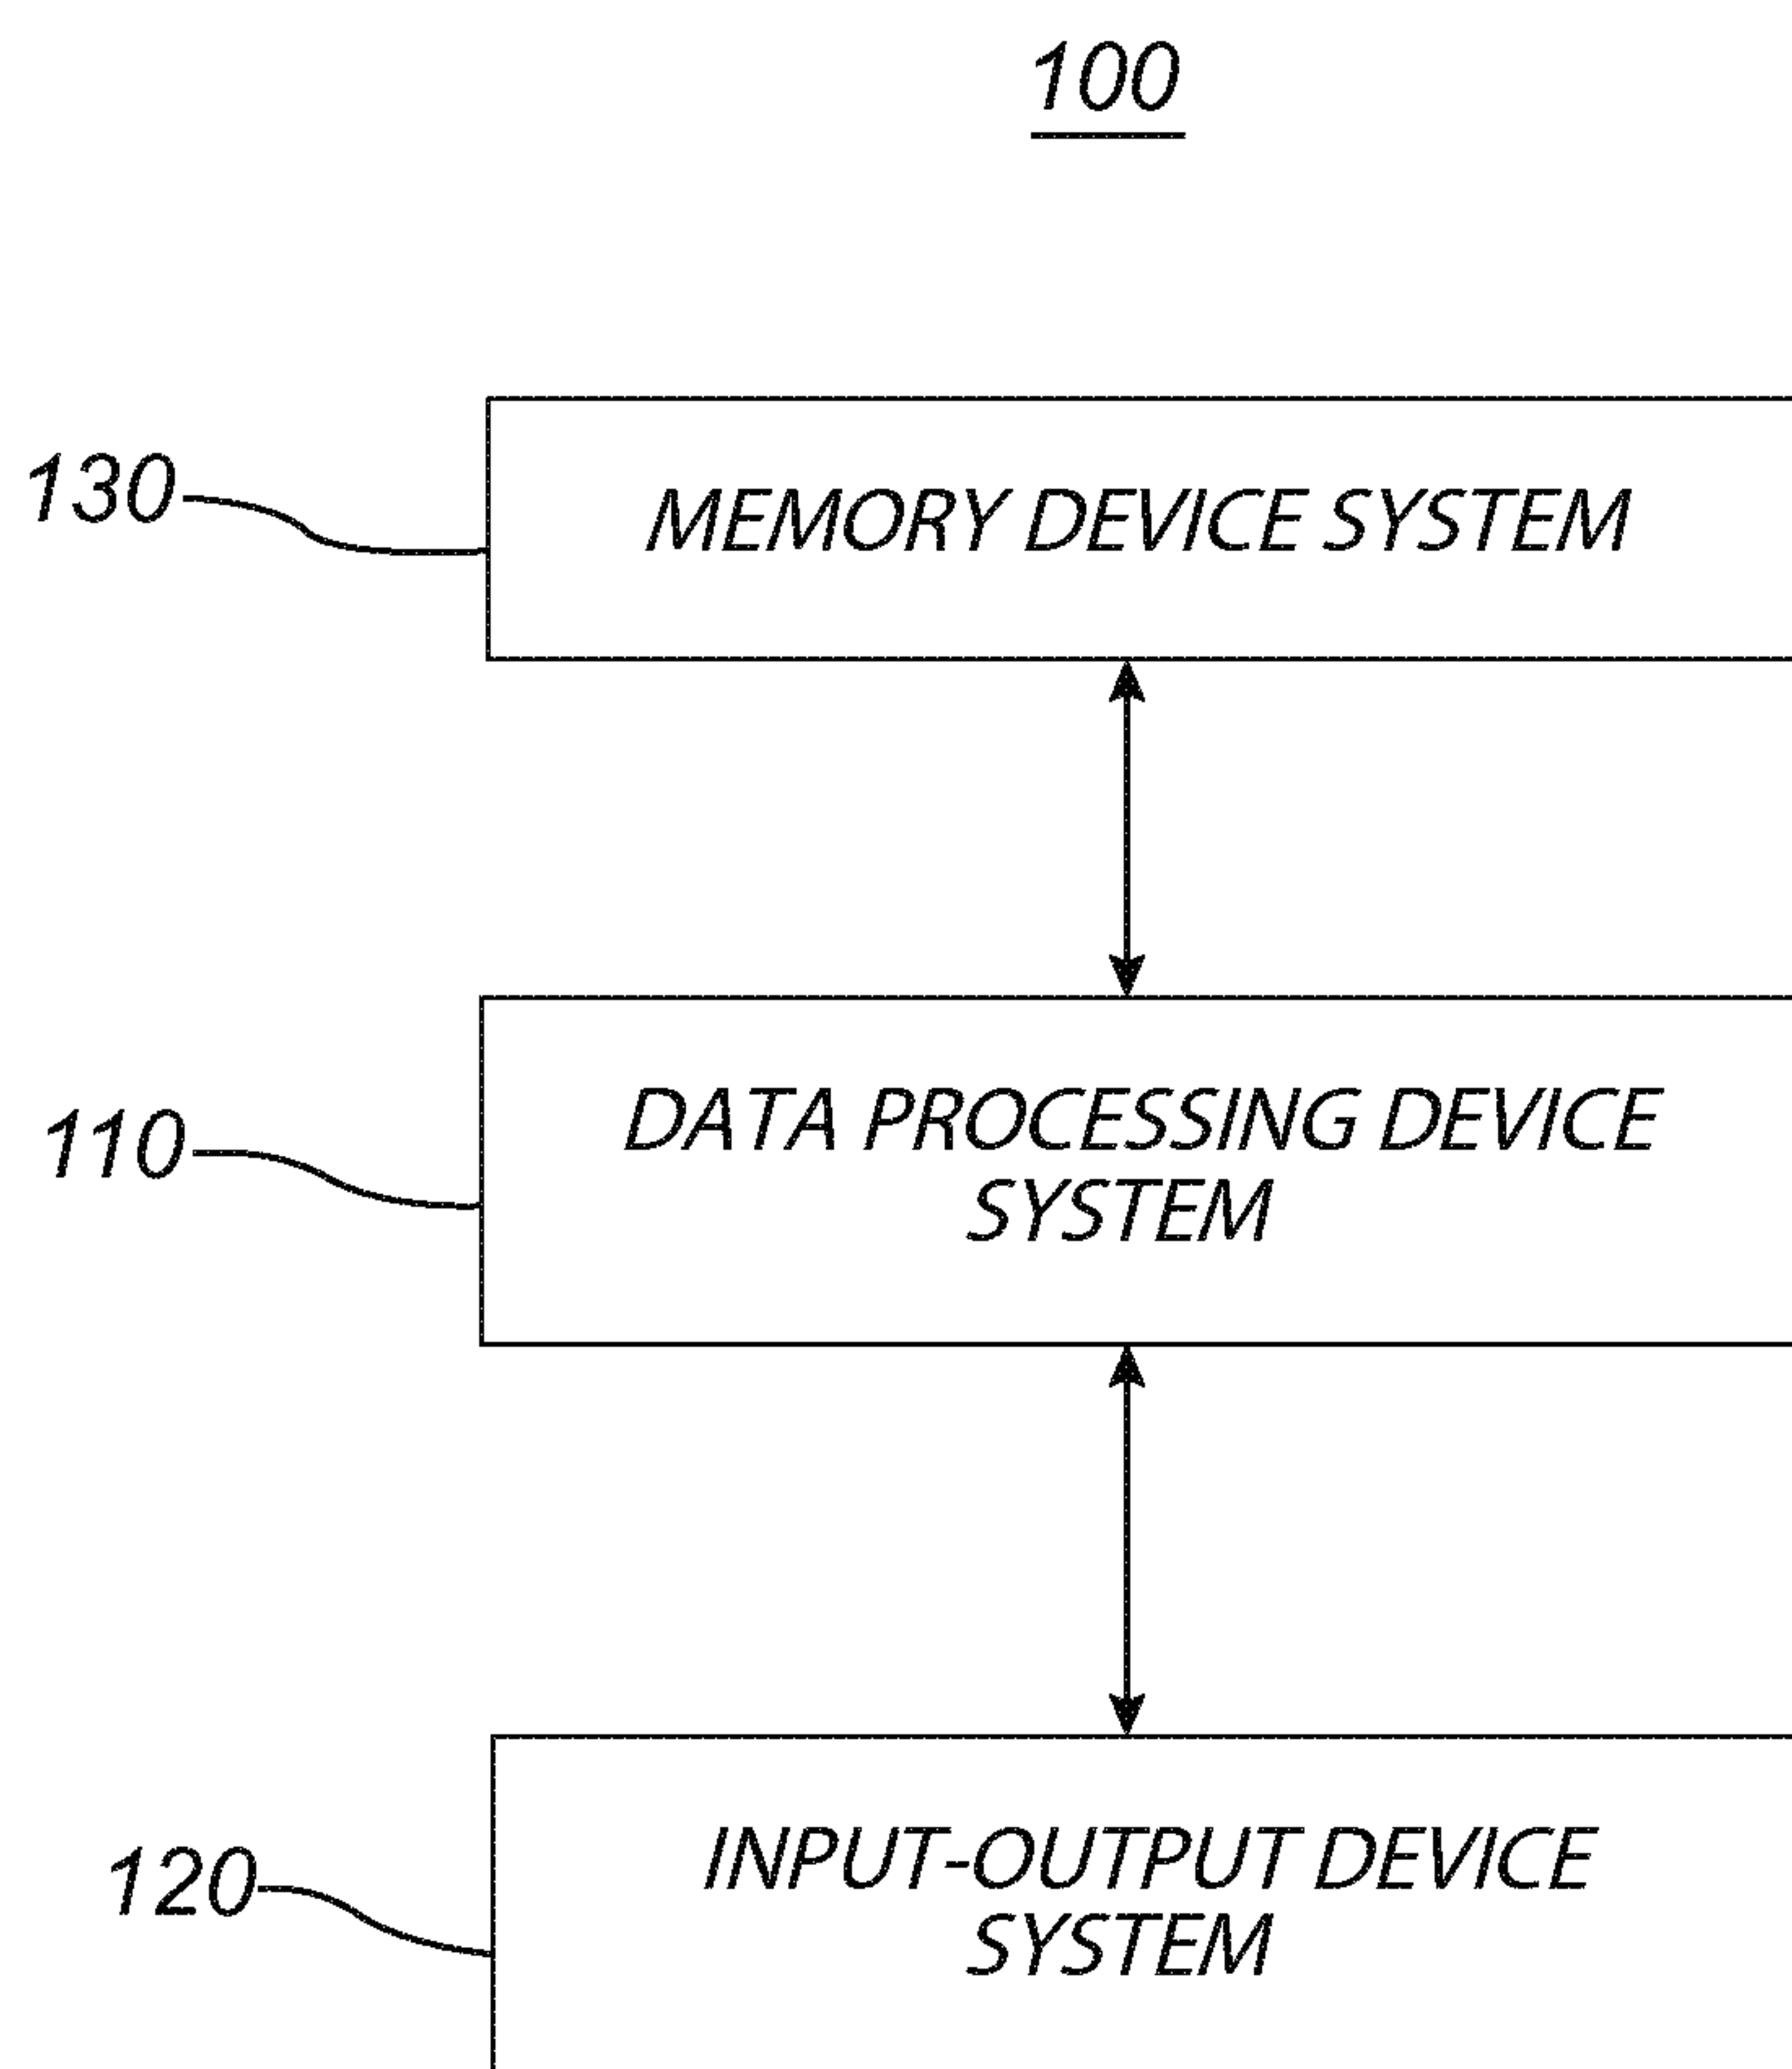 100
130
MEMORY DEVICE SYSTEM
110
DATA PROCESSING DEVICE
SYSTEM
120
INPUT-OUTPUT DEVICE
SYSTEM